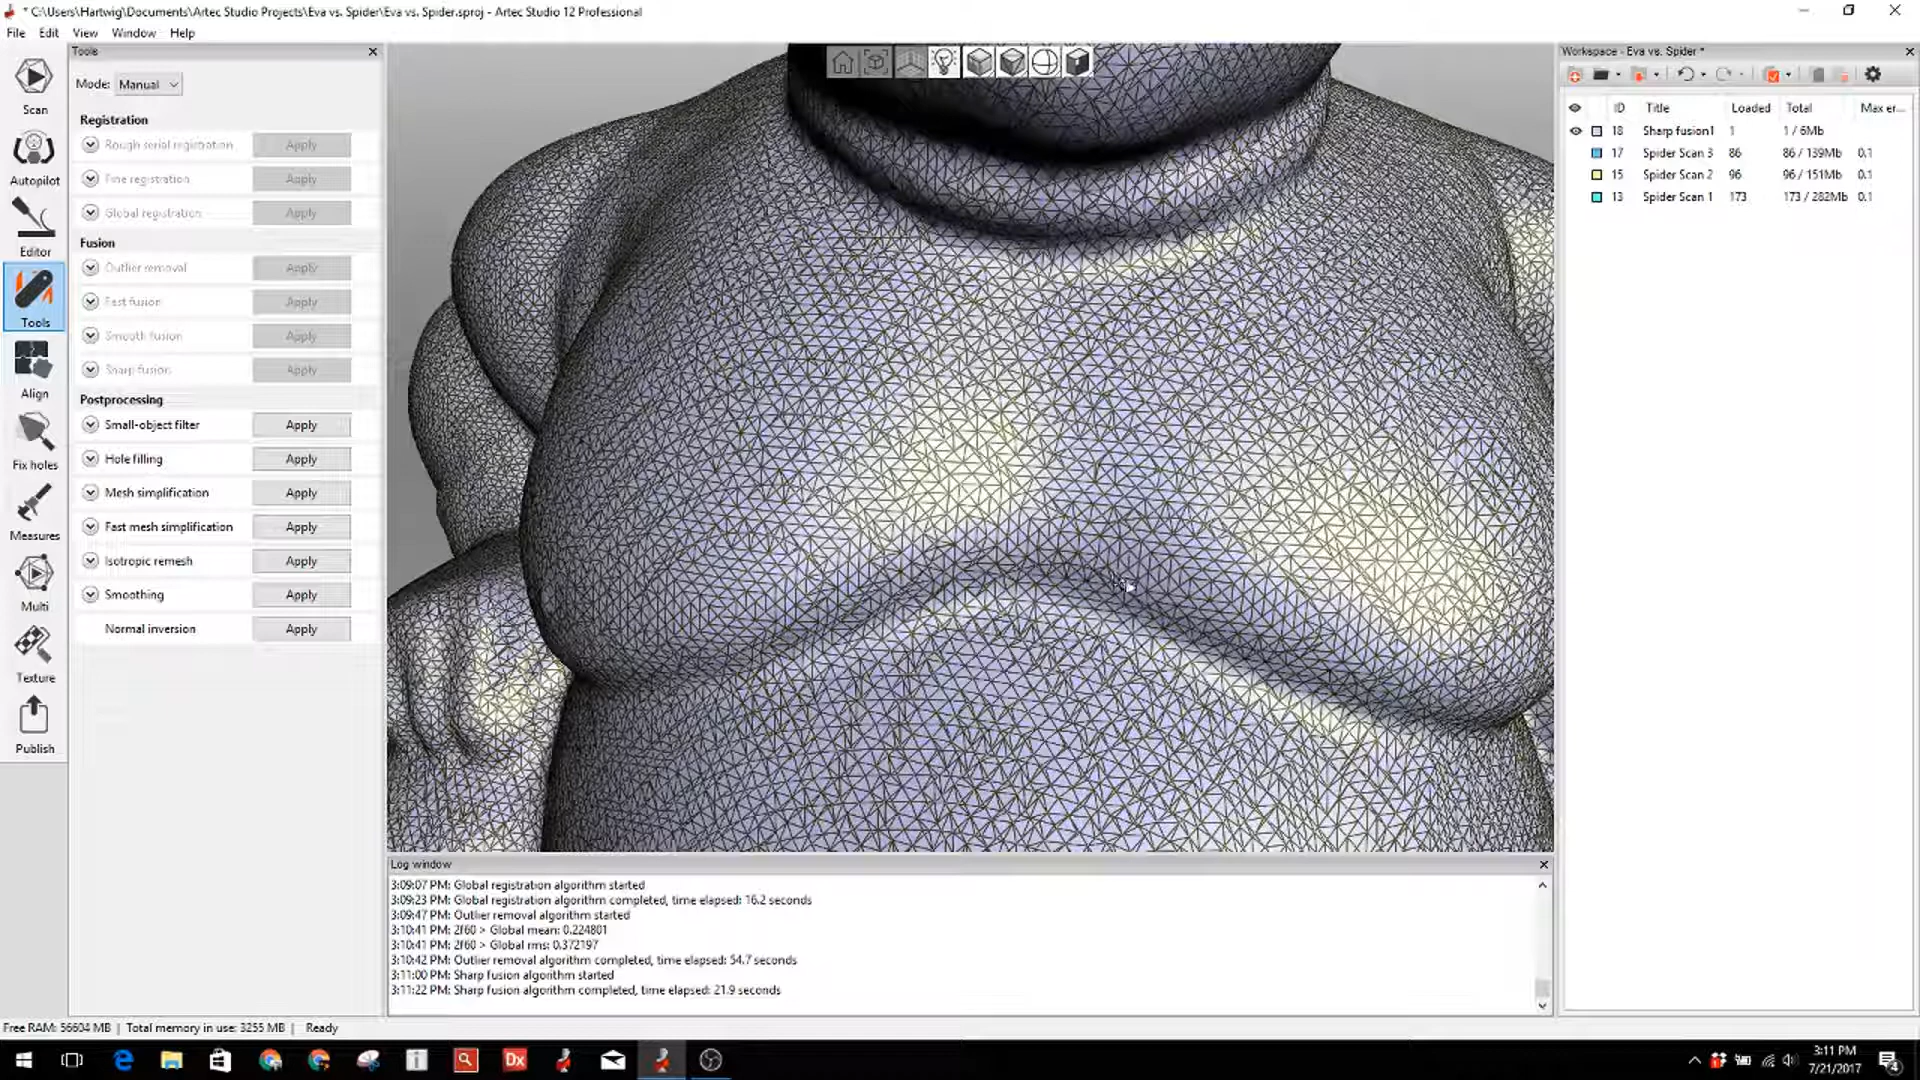 * C:\Users\Hartwig\Documents\Artec Studio Projects\Eva vs. Spider\Eva vs. Spider.sproj - Artec Studio 12 Professional
File Edit View Window Help
Tools
Workspace - Eva vs. Spider *
Mode: Manual
Scan
Autopilot
Editor
Tools
Align
Fix holes
Measures
Multi
Texture
Publish
Registration
Rough serial registration Apply
Fine registration Apply
Global registration Apply
Fusion
Outlier removal Apply
Fast fusion Apply
Smooth fusion Apply
Sharp fusion Apply
Postprocessing
Small-object filter Apply
Hole filling Apply
Mesh simplification Apply
Fast mesh simplification Apply
Isotropic remesh Apply
Smoothing Apply
Normal inversion Apply
ID Title Loaded Total Max er...
18 Sharp fusion1 1 1 / 6Mb
17 Spider Scan 3 86 86 / 139Mb 0.1
15 Spider Scan 2 96 96 / 151Mb 0.1
13 Spider Scan 1 173 173 / 282Mb 0.1
Log window
3:09:07 PM: Global registration algorithm started
3:09:23 PM: Global registration algorithm completed, time elapsed: 16.2 seconds
3:09:47 PM: Outlier removal algorithm started
3:10:41 PM: 2f60 > Global mean: 0.224801
3:10:41 PM: 2f60 > Global rms: 0.372197
3:10:42 PM: Outlier removal algorithm completed, time elapsed: 54.7 seconds
3:11:00 PM: Sharp fusion algorithm started
3:11:22 PM: Sharp fusion algorithm completed, time elapsed: 21.9 seconds
Free RAM: 56604 MB | Total memory in use: 3255 MB | Ready
Dx
3:11 PM
7/21/2017
4